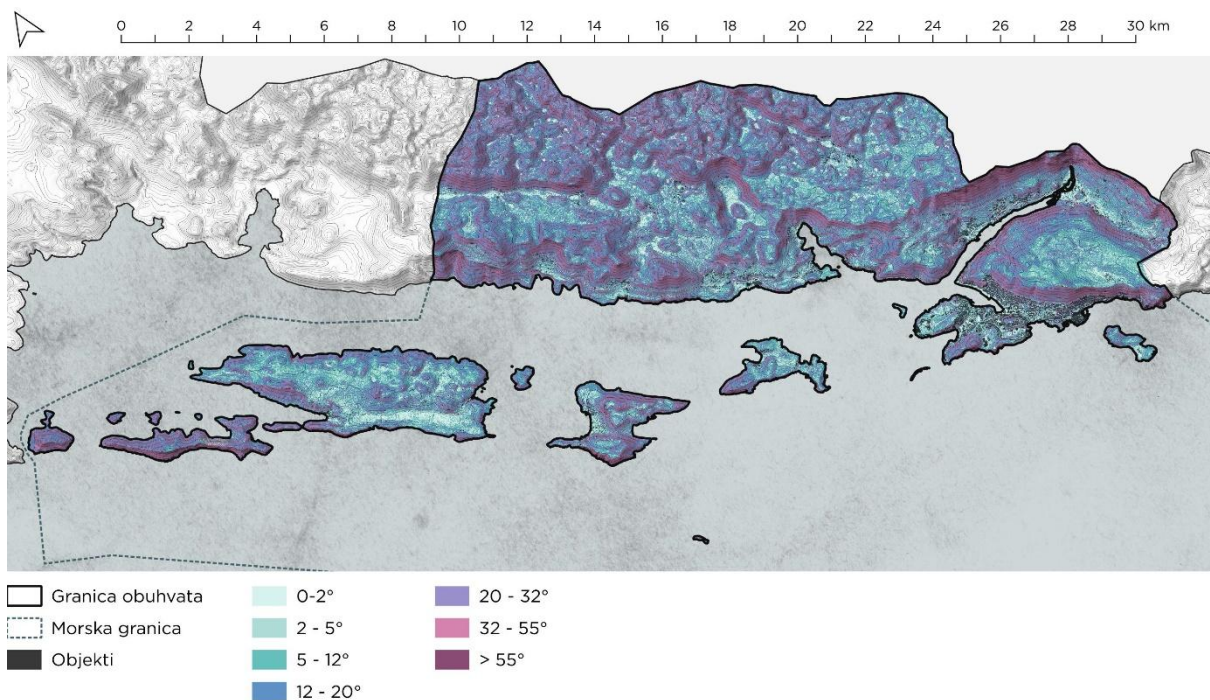 0 2 4 6 8 10 12 14 16 18 20 22 24 26 28 30 km
Granica obuhvata
Morska granica
Objekti
0-2°
2 - 5°
5 - 12°
12 - 20°
20 - 32°
32 - 55°
> 55°